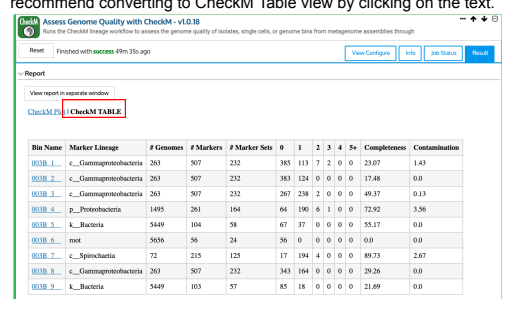 recommend converting to CheckM Table view by clicking on the text.
CheckM Assess Genome Quality with CheckM - v1.0.18
Runs the CheckM lineage workflow to assess the genome quality of isolates, single cells, or genome bins from metagenome assemblies through
Reset Finished with success 49m 35s ago View Configure Info Job Status Result
Report
View report in separate window
CheckM Plot | CheckM TABLE
Bin Name Marker Lineage # Genomes # Markers # Marker Sets 0 1 2 3 4 5+ Completeness Contamination
003B_1__ c__Gammaproteobacteria 263 507 232 385 113 7 2 0 0 23.07 1.43
003B_2__ c__Gammaproteobacteria 263 507 232 383 124 0 0 0 0 17.48 0.0
003B_3__ c__Gammaproteobacteria 263 507 232 267 238 2 0 0 0 49.37 0.13
003B_4__ p__Proteobacteria 1495 261 164 64 190 6 1 0 0 72.92 3.56
003B_5__ k__Bacteria 5449 104 58 67 37 0 0 0 0 55.17 0.0
003B_6__ root 5656 56 24 56 0 0 0 0 0 0.0 0.0
003B_7__ c__Spirochaetia 72 215 125 17 194 4 0 0 0 89.73 2.67
003B_8__ c__Gammaproteobacteria 263 507 232 343 164 0 0 0 0 29.26 0.0
003B_9__ k__Bacteria 5449 103 57 85 18 0 0 0 0 21.69 0.0